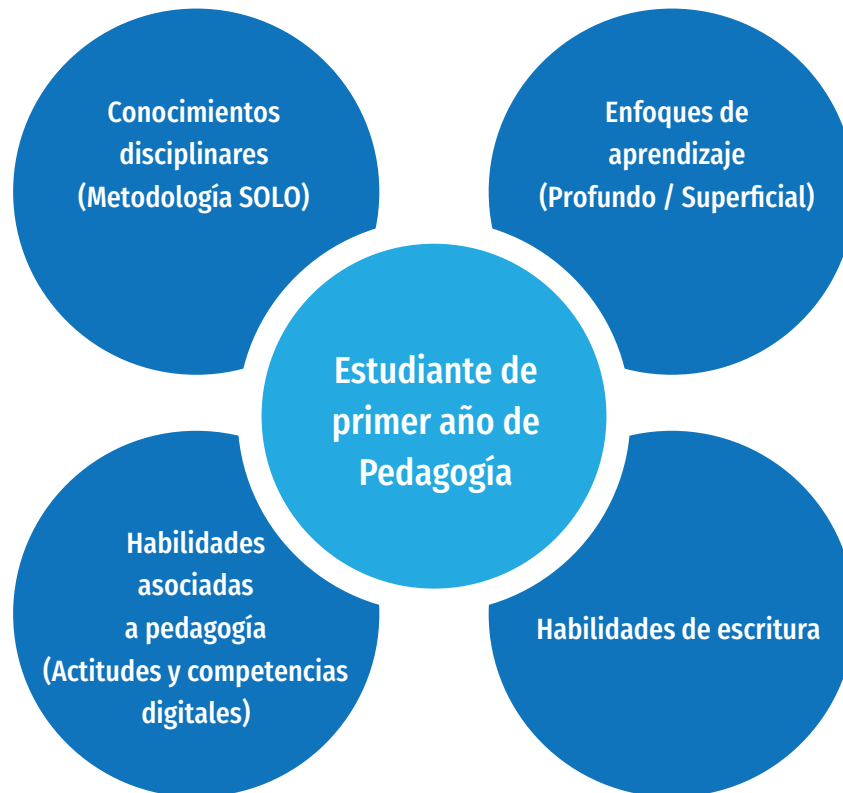 Conocimientos
disciplinares
(Metodología SOLO)
Enfoques de
aprendizaje
(Profundo / Superficial)
Estudiante de
primer año de
Pedagogía
Habilidades
asociadas
a pedagogía
(Actitudes y competencias
digitales)
Habilidades de escritura